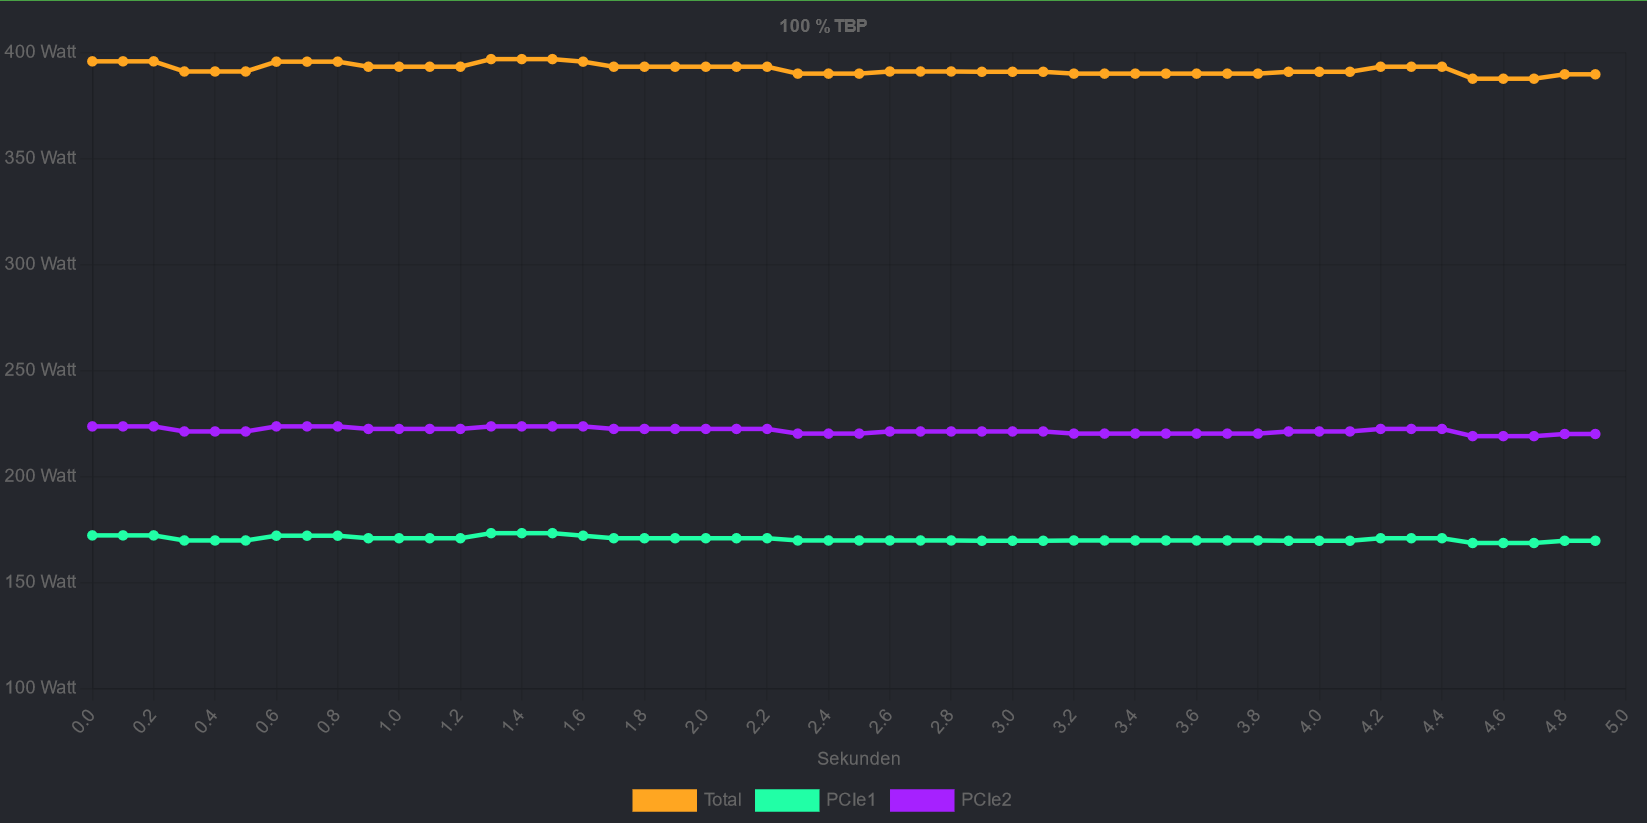 100 % TBP
400 Watt
350 Watt
300 Watt
250 Watt
200 Watt
150 Watt
100 Watt
0.0 0.2 0.4 0.6 0.8 1.0 1.2 1.4 1.6 1.8 2.0 2.2 2.4 2.6 2.8 3.0 3.2 3.4 3.6 3.8 4.0 4.2 4.4 4.6 4.8 5.0
Sekunden
Total PCIe1 PCIe2